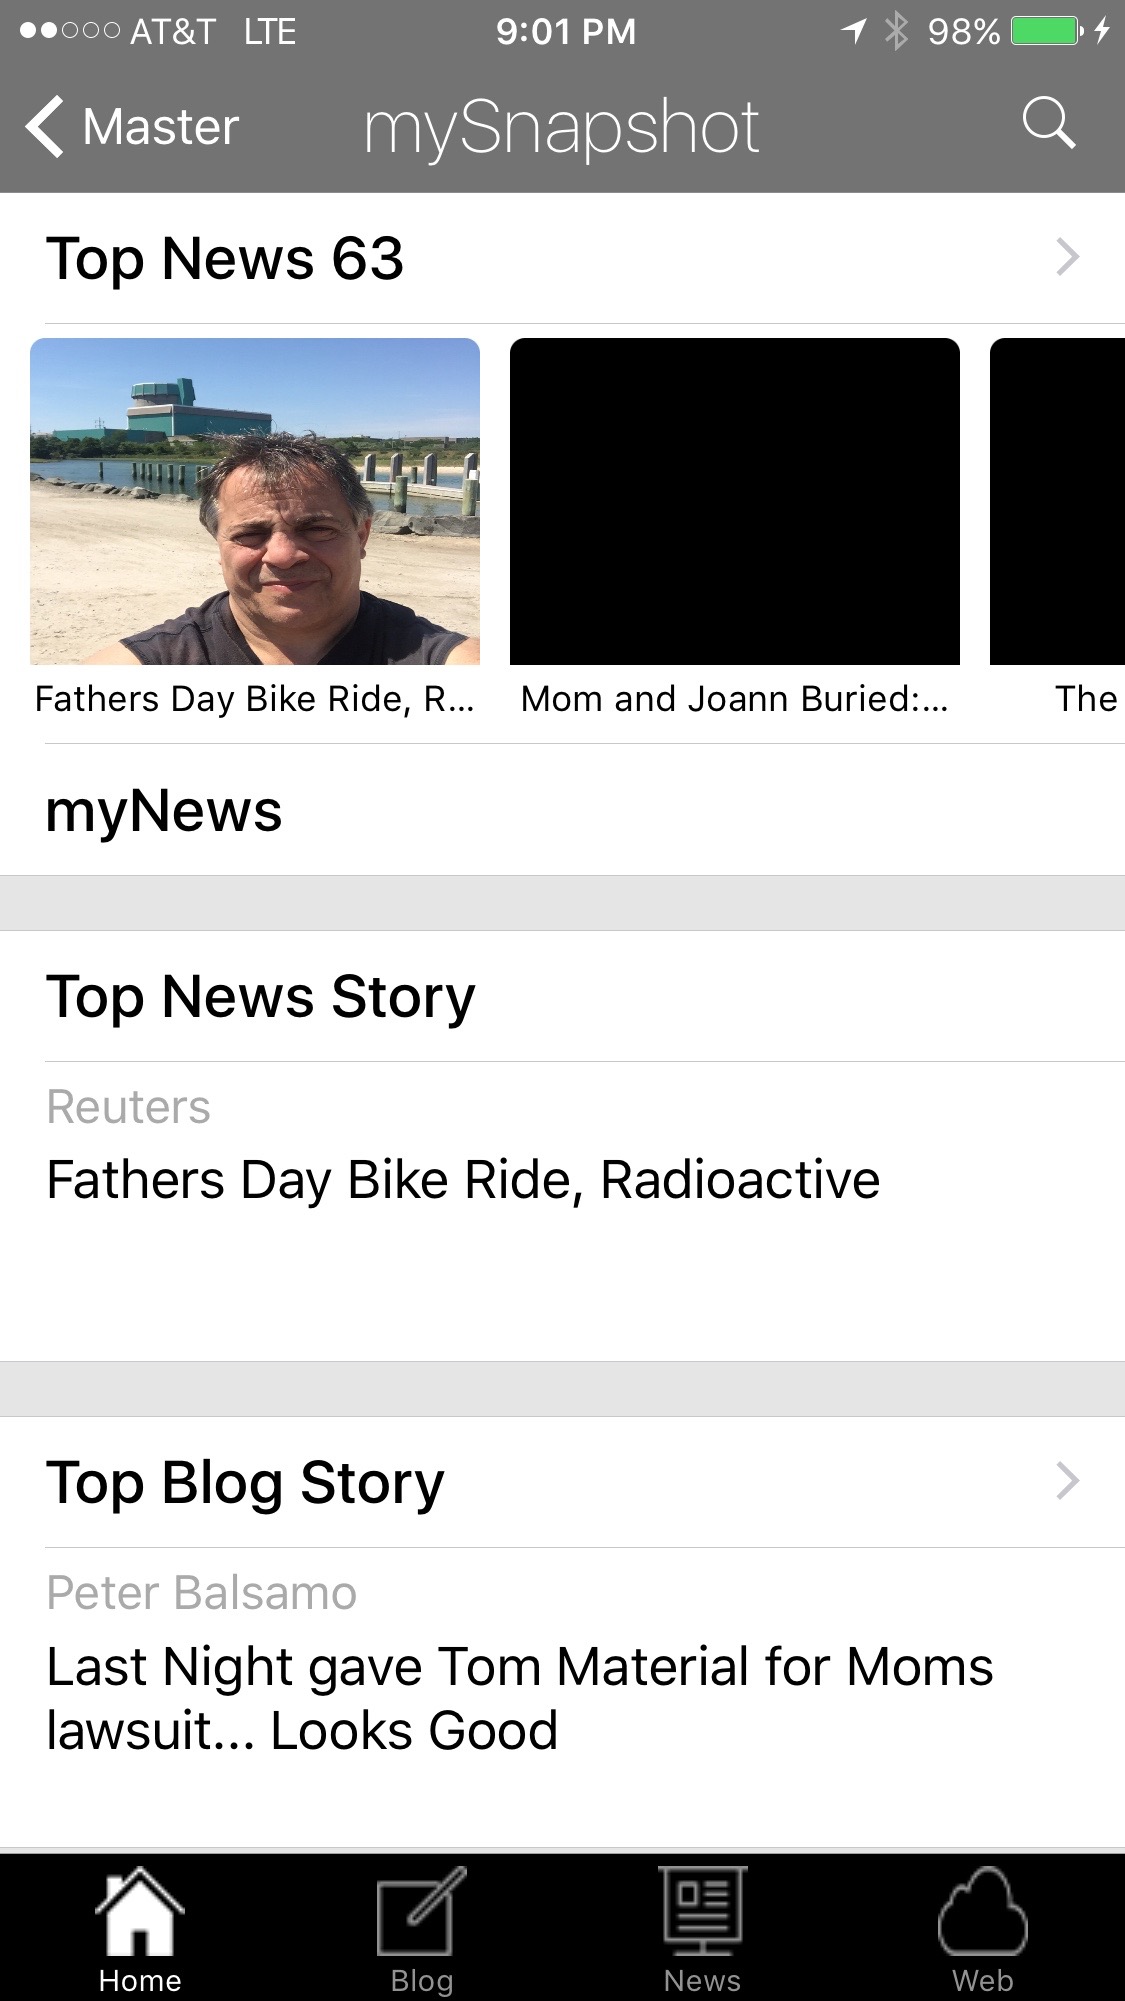 AT&T LTE 9:01 PM 98%
Master mySnapshot
Top News 63
Fathers Day Bike Ride, R... Mom and Joann Buried:... The
myNews
Top News Story
Reuters
Fathers Day Bike Ride, Radioactive
Top Blog Story
Peter Balsamo
Last Night gave Tom Material for Moms
lawsuit... Looks Good
Home Blog News Web